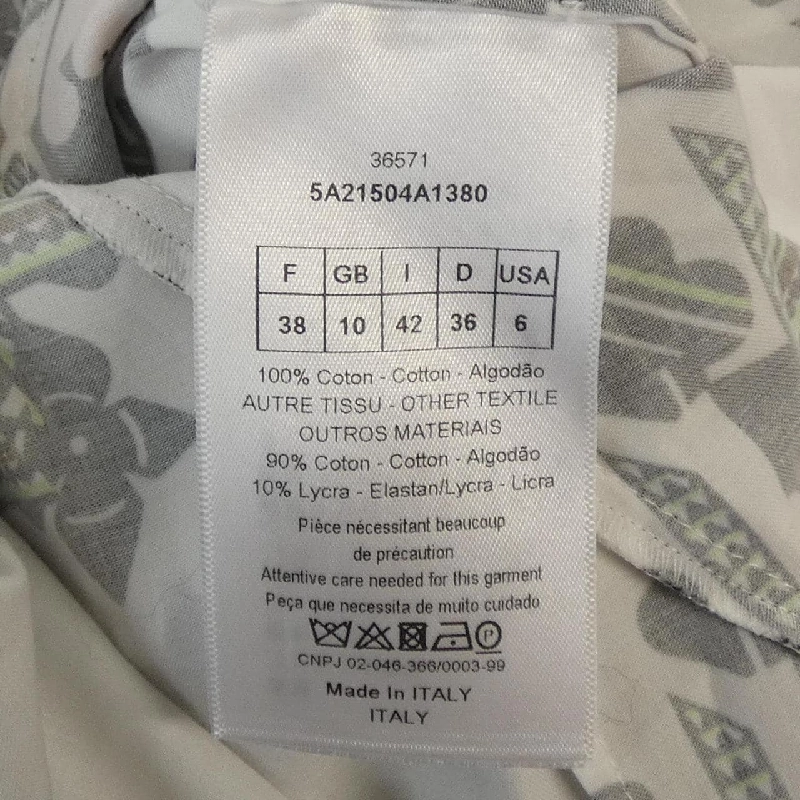 36571
5A21504A1380
F GB I D USA
38 10 42 36 6
100% Coton - Cotton - Algodão
AUTRE TISSU - OTHER TEXTILE
OUTROS MATERIAIS
90% Coton - Cotton - Algodão
10% Lycra - Elastan/Lycra - Licra
Pièce nécessitant beaucoup
de précaution
Attentive care needed for this garment
Peça que necessita de muito cuidado
P
CNPJ 02-046-366/0003-99
Made In ITALY
ITALY